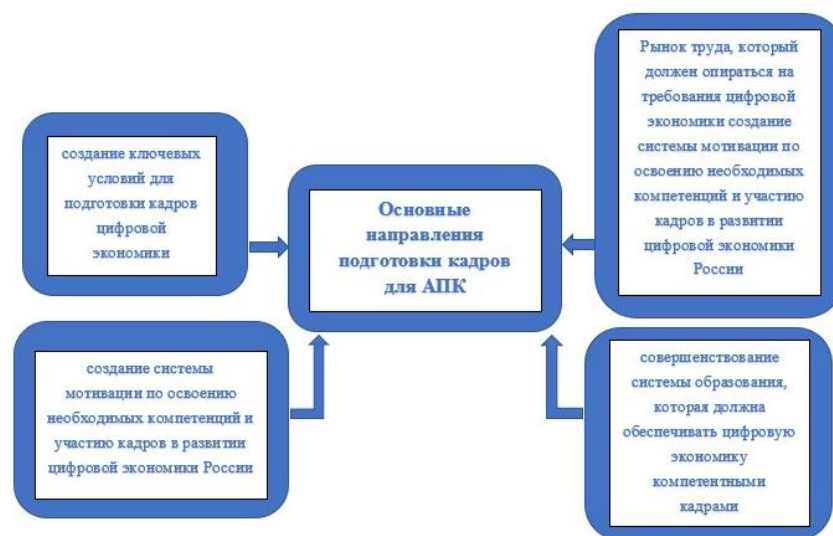 создание ключевых
условий для
подготовки кадров
цифровой
экономики
Основные
направления
подготовки кадров
для АПК
Рынок труда, который
должен опираться на
требования цифровой
экономики создание
системы мотивации по
освоению необходимых
компетенций и участию
кадров в развитии
цифровой экономики
России
создание системы
мотивации по освоению
необходимых компетенций и
участию кадров в развитии
цифровой экономики России
совершенствование
системы образования,
которая должна
обеспечивать цифровую
экономику
компетентными
кадрами